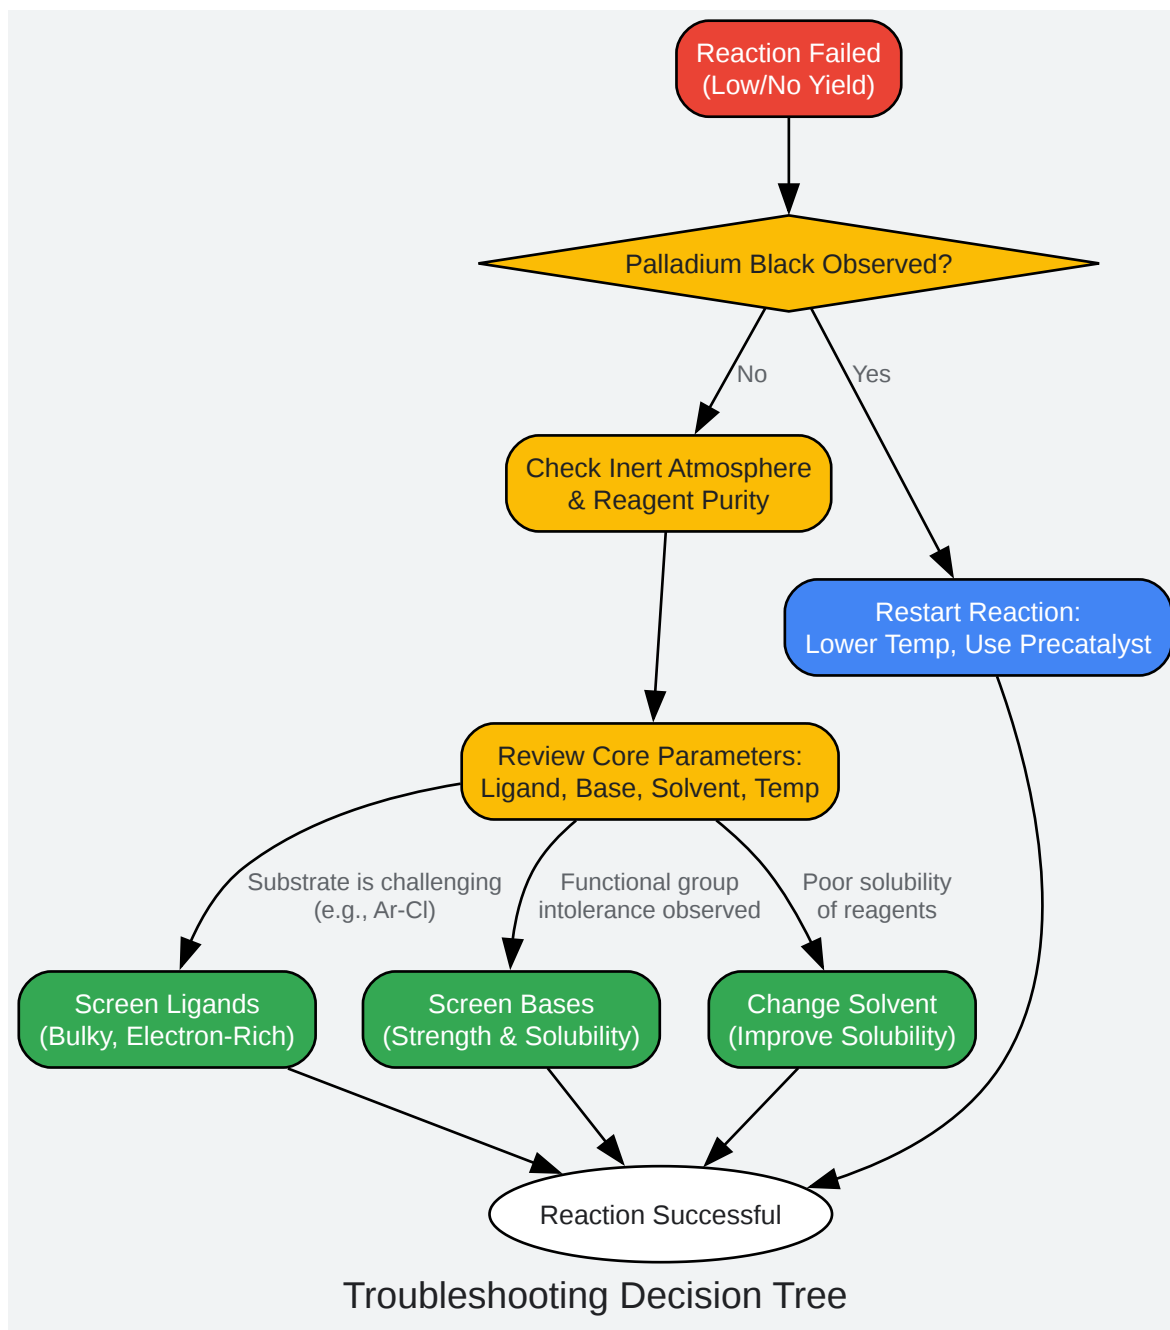 Reaction Failed
(Low/No Yield)
Palladium Black Observed?
No
Yes
Check Inert Atmosphere
& Reagent Purity
Restart Reaction:
Lower Temp, Use Precatalyst
Review Core Parameters:
Ligand, Base, Solvent, Temp
Substrate is challenging
(e.g., Ar-Cl)
Functional group
intolerance observed
Poor solubility
of reagents
Screen Ligands
(Bulky, Electron-Rich)
Screen Bases
(Strength & Solubility)
Change Solvent
(Improve Solubility)
Reaction Successful
Troubleshooting Decision Tree